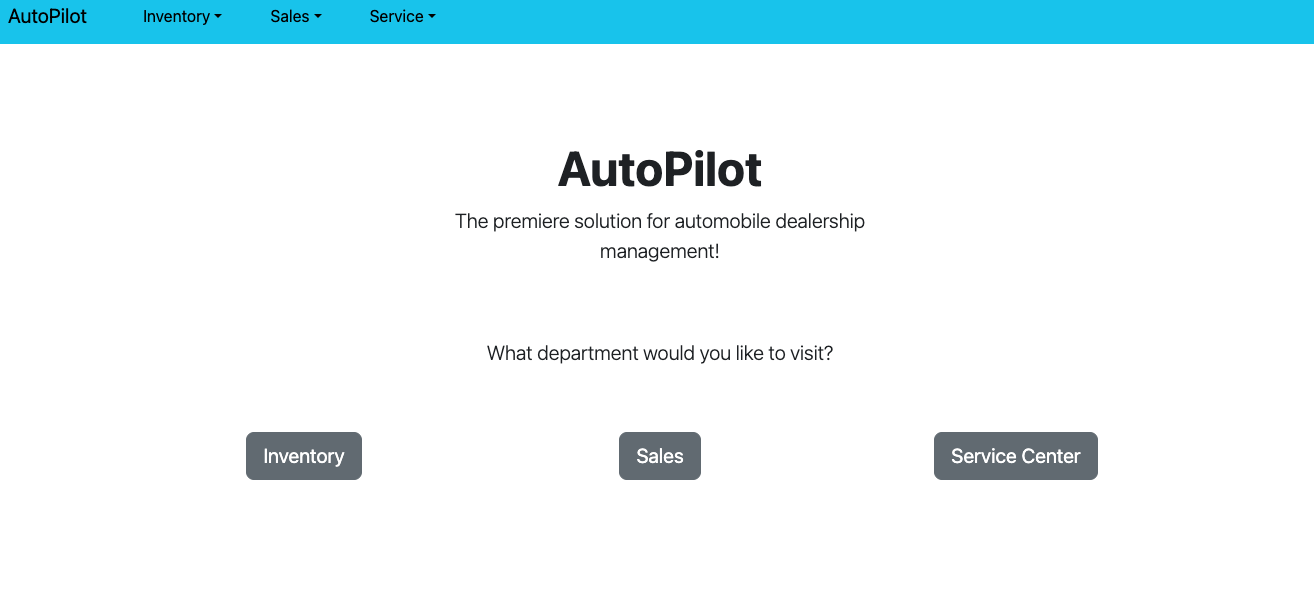 AutoPilot Inventory Sales Service
AutoPilot
The premiere solution for automobile dealership
management!
What department would you like to visit?
Inventory Sales Service Center